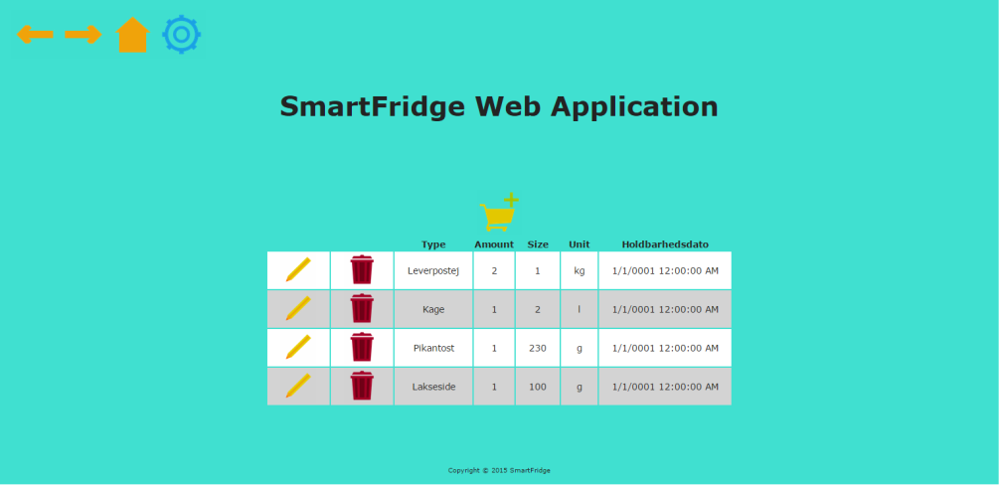 SmartFridge Web Application
Type Amount Size Unit Holdbarhedsdato
Leverpostej 2 1 kg 1/1/0001 12:00:00 AM
Kage 1 2 l 1/1/0001 12:00:00 AM
Pikantost 1 230 g 1/1/0001 12:00:00 AM
Lakseside 1 100 g 1/1/0001 12:00:00 AM
Copyright © 2015 SmartFridge